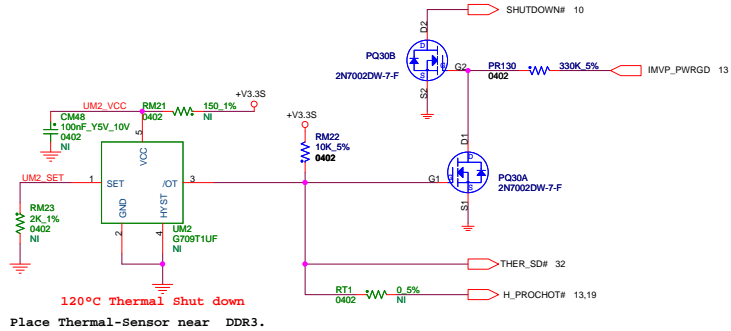 SHUTDOWN# 10
D2
PQ30B
D
G
S
G2
2N7002DW-7-F
S2
PR130
0402
330K_5%
IMVP_PWRGD 13
+V3.3S
UM2_VCC
RM21
0402
150_1%
NI
CM48
100nF_Y5V_10V
0402
NI
+V3.3S
RM22
10K_5%
0402
5
VCC
UM2_SET
1
SET
/OT
3
GND
HYST
2
4
UM2
G709T1UF
NI
RM23
2K_1%
0402
NI
D1
G1
D
G
S
S1
PQ30A
2N7002DW-7-F
THER_SD# 32
RT1
0402
0_5%
NI
H_PROCHOT# 13,19
120°C Thermal Shut down
Place Thermal-Sensor near DDR3.